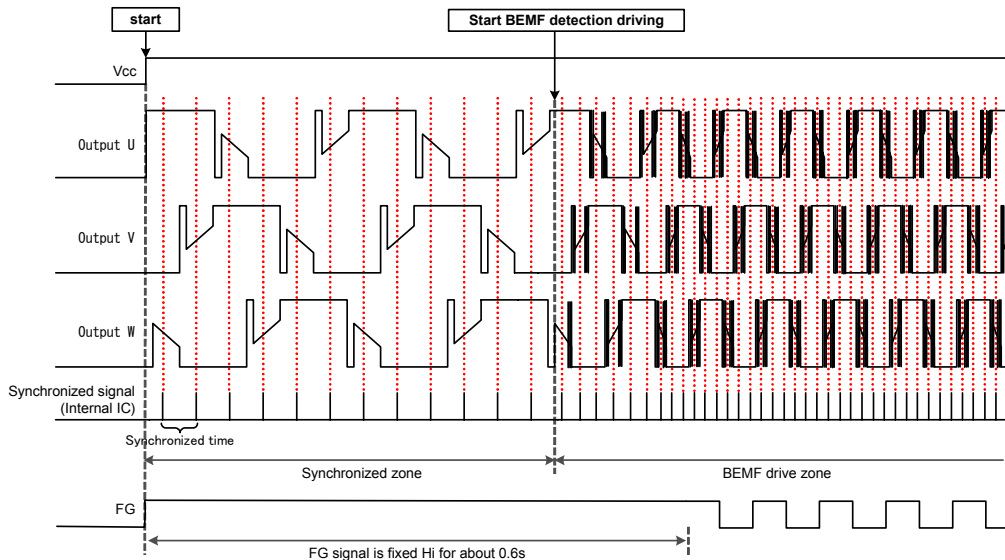 start
Start BEMF detection driving
Vcc
Output U
Output V
Output W
Synchronized signal
(Internal IC)
Synchronized time
Synchronized zone
BEMF drive zone
FG
FG signal is fixed Hi for about 0.6s